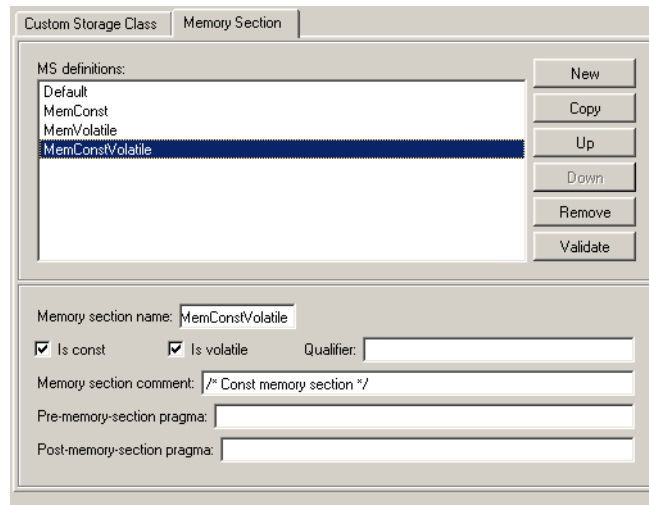 Custom Storage Class Memory Section
MS definitions:
Default
MemConst
MemVolatile
MemConstVolatile
New
Copy
Up
Down
Remove
Validate
Memory section name: MemConstVolatile
Is const Is volatile Qualifier:
Memory section comment: /* Const memory section */
Pre-memory-section pragma:
Post-memory-section pragma: